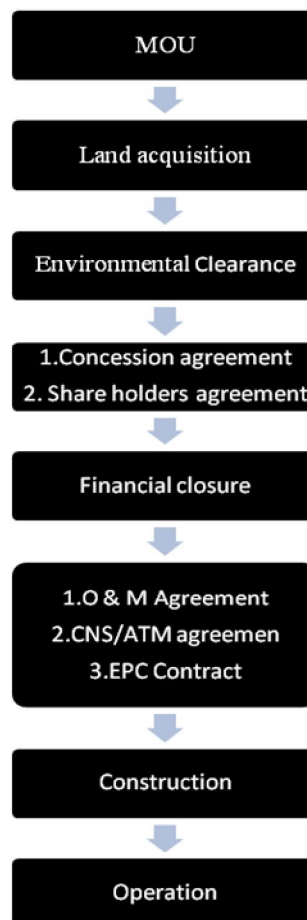 MOU
Land acquisition
Environmental Clearance
1.Concession agreement
2. Share holders agreement
Financial closure
1.O & M Agreement
2.CNS/ATM agreemen
3.EPC Contract
Construction
Operation